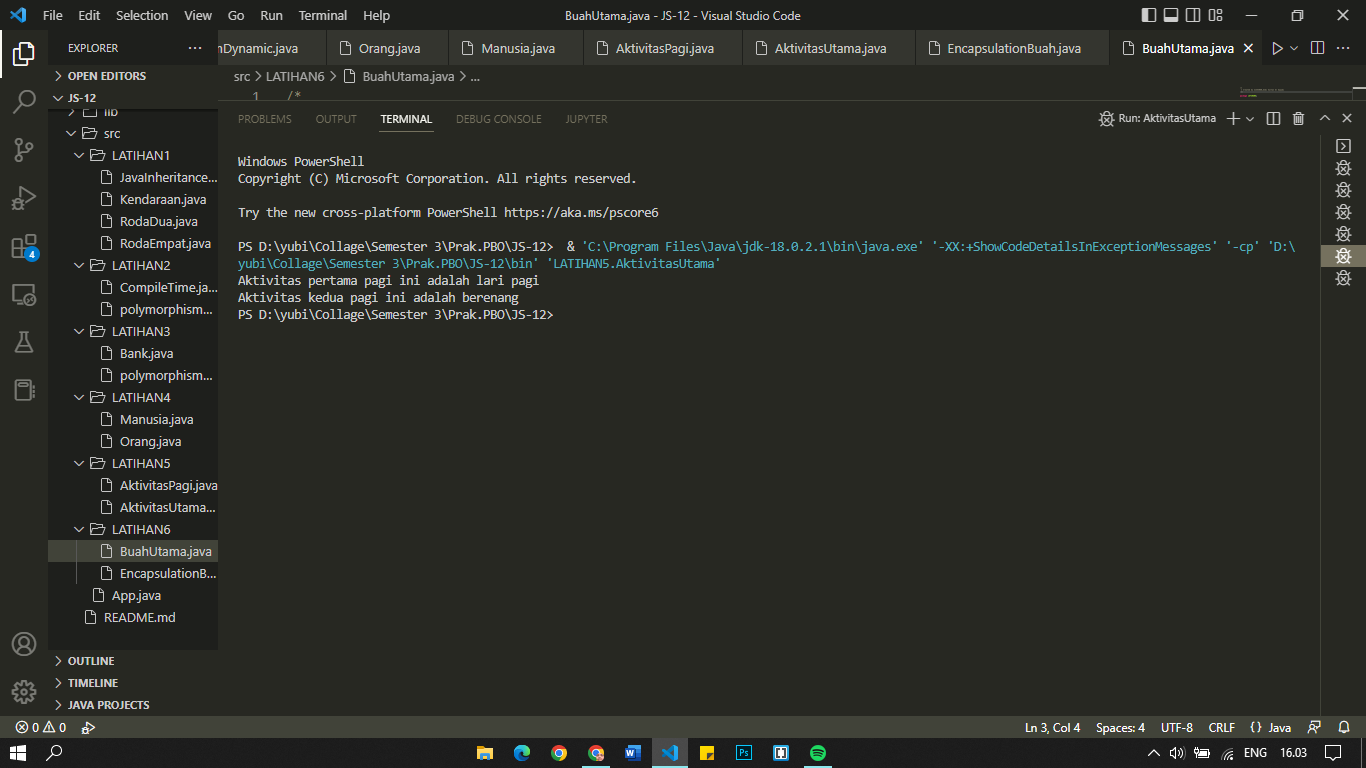 File Edit Selection View Go Run Terminal Help
BuahUtama.java - JS-12 - Visual Studio Code
EXPLORER
OPEN EDITORS
JS-12
lib
src
LATIHAN1
JavaInheritance...
Kendaraan.java
RodaDua.java
RodaEmpat.java
LATIHAN2
CompileTime.ja...
polymorphism...
LATIHAN3
Bank.java
polymorphism...
LATIHAN4
Manusia.java
Orang.java
LATIHAN5
AktivitasPagi.java
AktivitasUtama...
LATIHAN6
BuahUtama.java
EncapsulationB...
App.java
README.md
OUTLINE
TIMELINE
JAVA PROJECTS
4
nDynamic.java Orang.java Manusia.java AktivitasPagi.java AktivitasUtama.java EncapsulationBuah.java BuahUtama.java
src > LATIHAN6 > BuahUtama.java > ...
1 /*
PROBLEMS OUTPUT TERMINAL DEBUG CONSOLE JUPYTER
Run: AktivitasUtama
Windows PowerShell
Copyright (C) Microsoft Corporation. All rights reserved.
Try the new cross-platform PowerShell https://aka.ms/pscore6
PS D:\yubi\Collage\Semester 3\Prak.PBO\JS-12>  & 'C:\Program Files\Java\jdk-18.0.2.1\bin\java.exe' '-XX:+ShowCodeDetailsInExceptionMessages' '-cp' 'D:\
yubi\Collage\Semester 3\Prak.PBO\JS-12\bin' 'LATIHAN5.AktivitasUtama'
Aktivitas pertama pagi ini adalah lari pagi
Aktivitas kedua pagi ini adalah berenang
PS D:\yubi\Collage\Semester 3\Prak.PBO\JS-12>
0 0
Ln 3, Col 4 Spaces: 4 UTF-8 CRLF {} Java
ENG 16.03